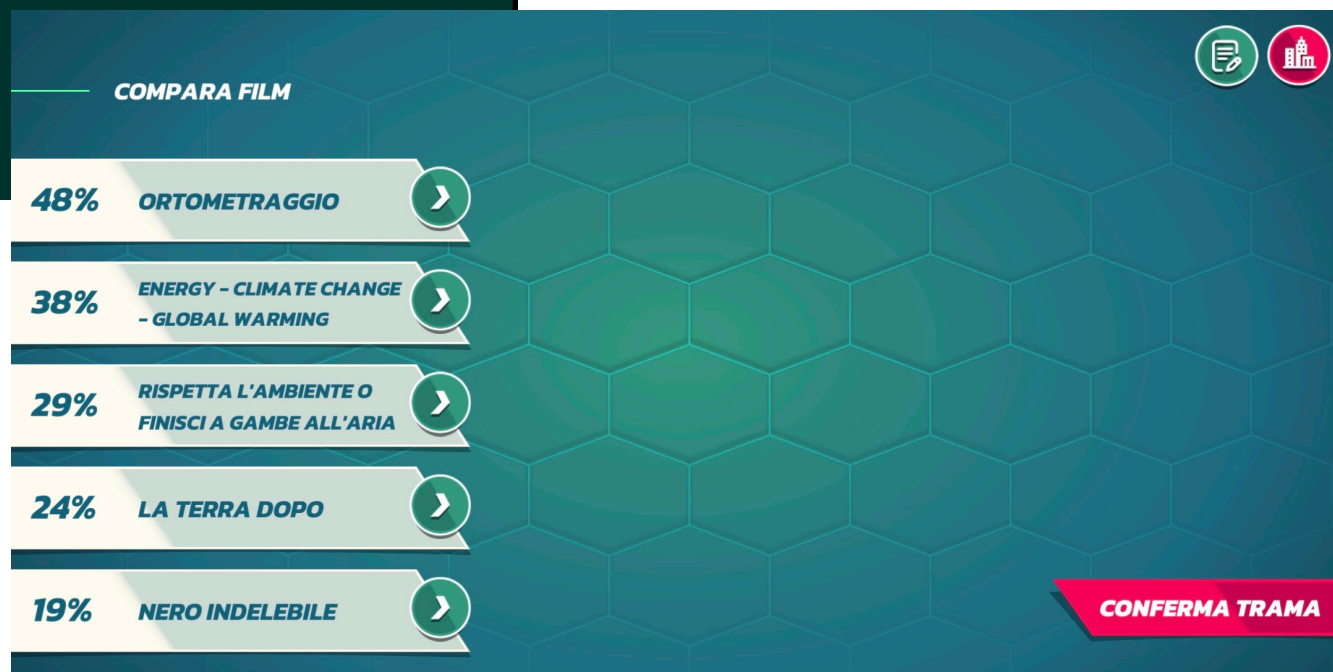 COMPARA FILM
48% ORTOMETRAGGIO
38% ENERGY - CLIMATE CHANGE
- GLOBAL WARMING
29% RISPETTA L'AMBIENTE O
FINISCI A GAMBE ALL'ARIA
24% LA TERRA DOPO
19% NERO INDELEBILE
CONFERMA TRAMA